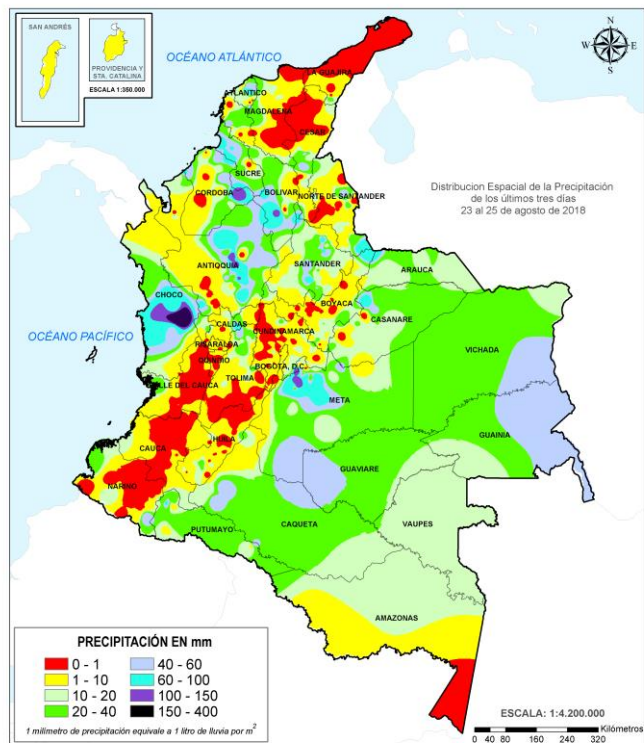 SAN ANDRÉS
PROVIDENCIA Y
STA. CATALINA
ESCALA 1:350.000
OCÉANO ATLÁNTICO
N
W
E
S
LA GUAJIRA
ATLANTICO
MAGDALENA
CESAR
SUCRE
CORDOBA
BOLIVAR
NORTE DE SANTANDER
Distribucion Espacial de la Precipitación
de los últimos tres días
23 al 25 de agosto de 2018
ANTIOQUIA
SANTANDER
ARAUCA
CHOCO
BOYACA
OCÉANO PACÍFICO
CALDAS
CUNDINAMARCA
CASANARE
RISARALDA
VICHADA
QUINDIO
BOGOTA, D.C.
VALLE DEL CAUCA
TOLIMA
META
GUAINIA
CAUCA
HUILA
GUAVIARE
NARIÑO
VAUPES
PUTUMAYO
CAQUETA
AMAZONAS
PRECIPITACIÓN EN mm
0 - 1
40 - 60
1 - 10
60 - 100
10 - 20
100 - 150
20 - 40
150 - 400
1 milimetro de precipitación equivale a 1 litro de lluvia por m²
ESCALA: 1:4.200.000
Kilómetros
0 40 80 160 240 320